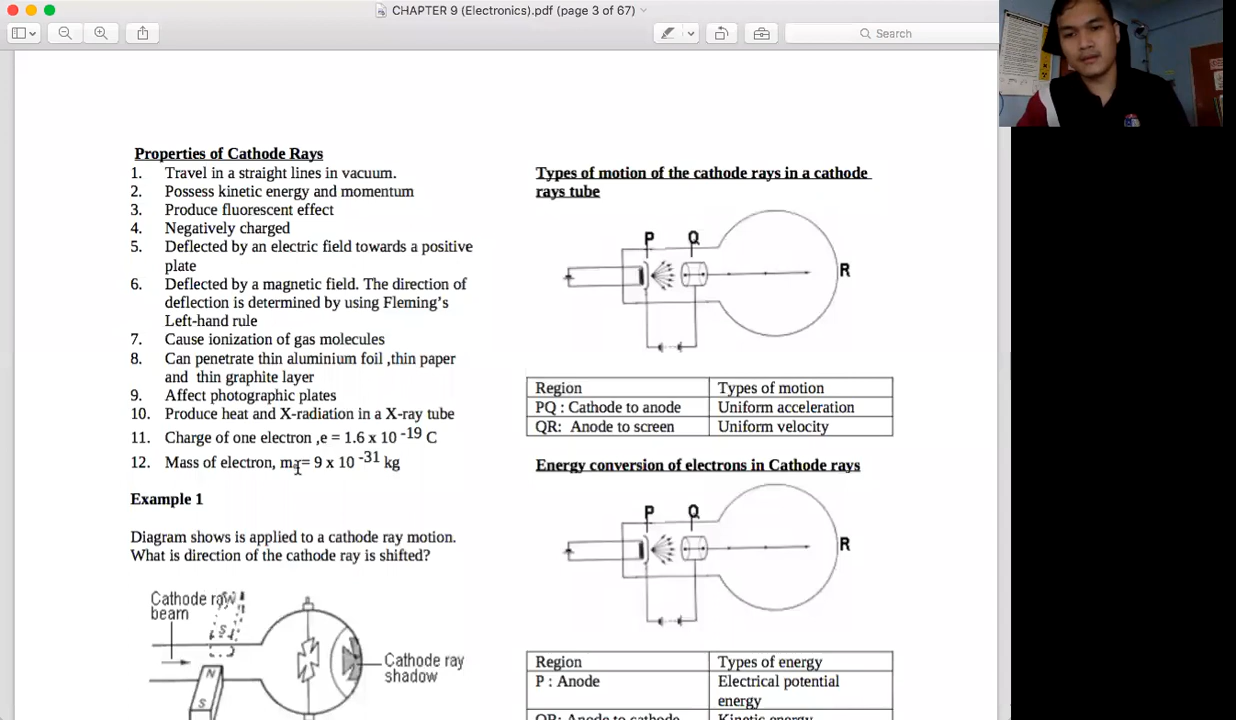 CHAPTER 9 (Electronics).pdf (page 3 of 67)
Search
Properties of Cathode Rays
1. Travel in a straight lines in vacuum.
2. Possess kinetic energy and momentum
3. Produce fluorescent effect
4. Negatively charged
5. Deflected by an electric field towards a positive
plate
6. Deflected by a magnetic field. The direction of
deflection is determined by using Fleming's
Left-hand rule
7. Cause ionization of gas molecules
8. Can penetrate thin aluminium foil ,thin paper
and thin graphite layer
9. Affect photographic plates
10. Produce heat and X-radiation in a X-ray tube
11. Charge of one electron ,e = 1.6 x 10 -19 C
12. Mass of electron, m = 9 x 10 -31 kg
Example 1
Diagram shows is applied to a cathode ray motion.
What is direction of the cathode ray is shifted?
Cathode ray
beam
S
N
S
Cathode ray
shadow
Types of motion of the cathode rays in a cathode
rays tube
P Q
R
Region Types of motion
PQ : Cathode to anode Uniform acceleration
QR: Anode to screen Uniform velocity
Energy conversion of electrons in Cathode rays
P Q
R
Region Types of energy
P : Anode Electrical potential
energy
QP: Anode to cathode Kinetic energy